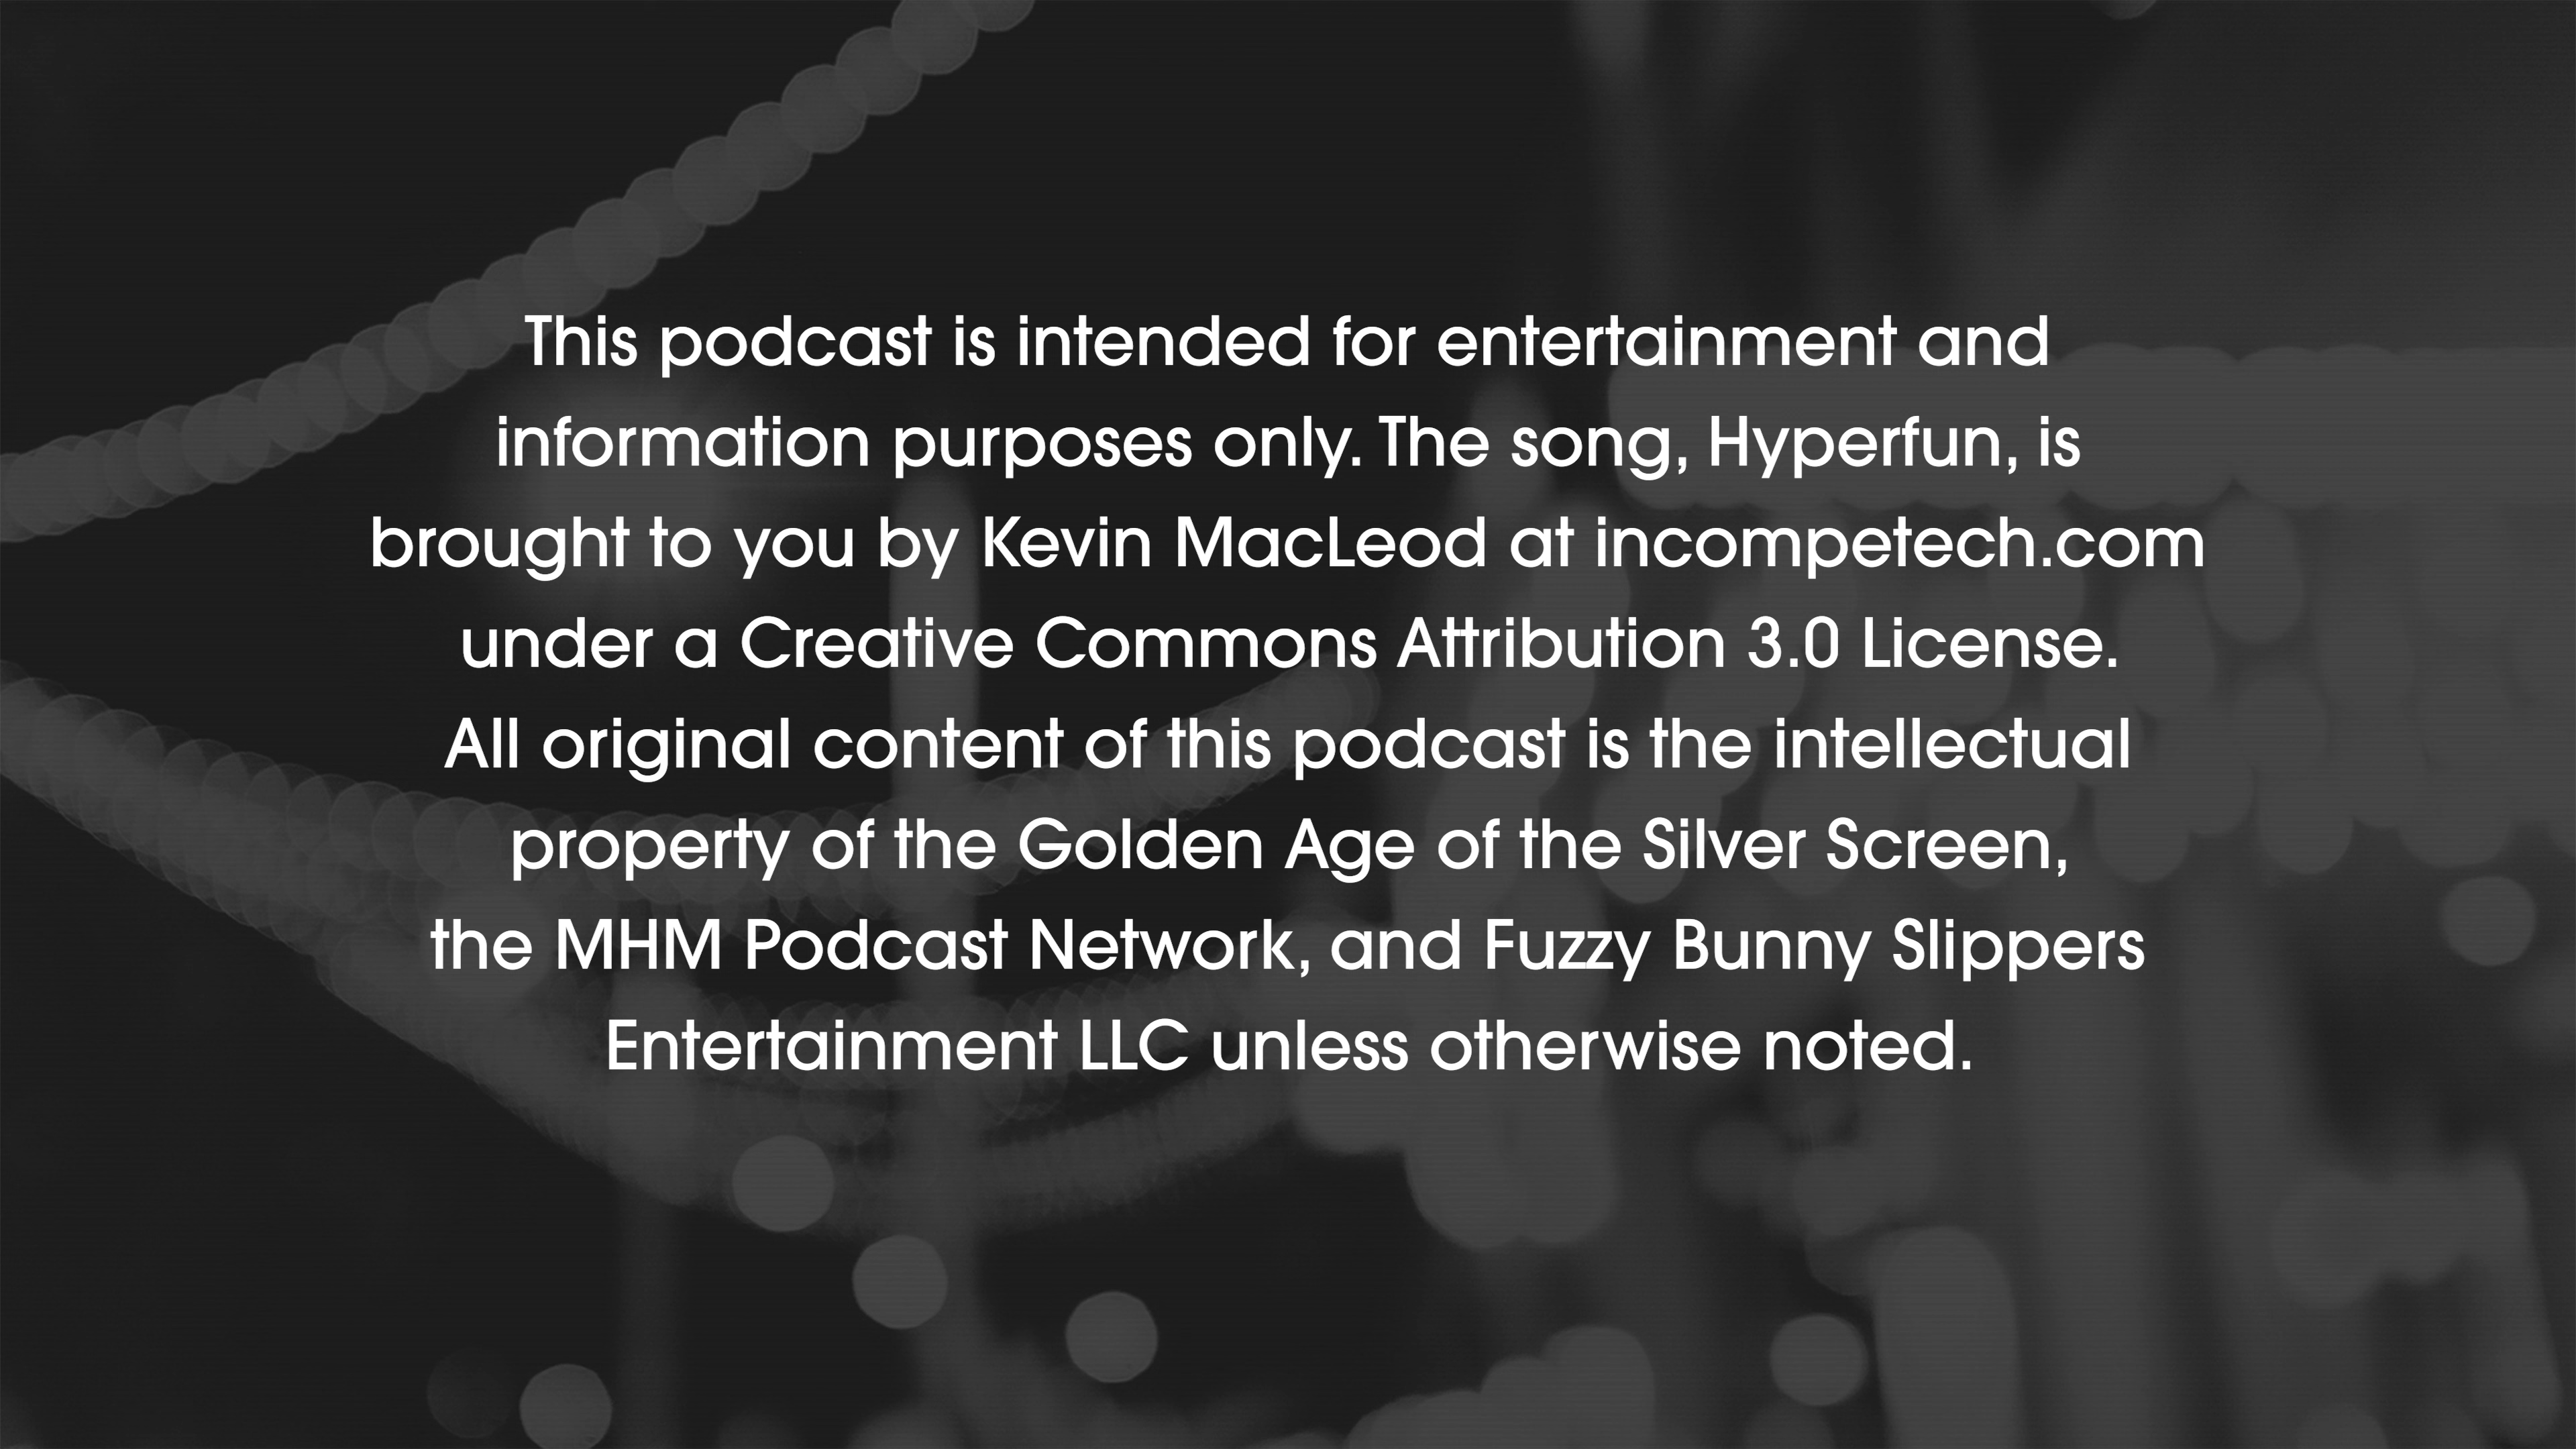 This podcast is intended for entertainment and
information purposes only. The song, Hyperfun, is
brought to you by Kevin MacLeod at incompetech.com
under a Creative Commons Attribution 3.0 License.
All original content of this podcast is the intellectual
property of the Golden Age of the Silver Screen,
the MHM Podcast Network, and Fuzzy Bunny Slippers
Entertainment LLC unless otherwise noted.